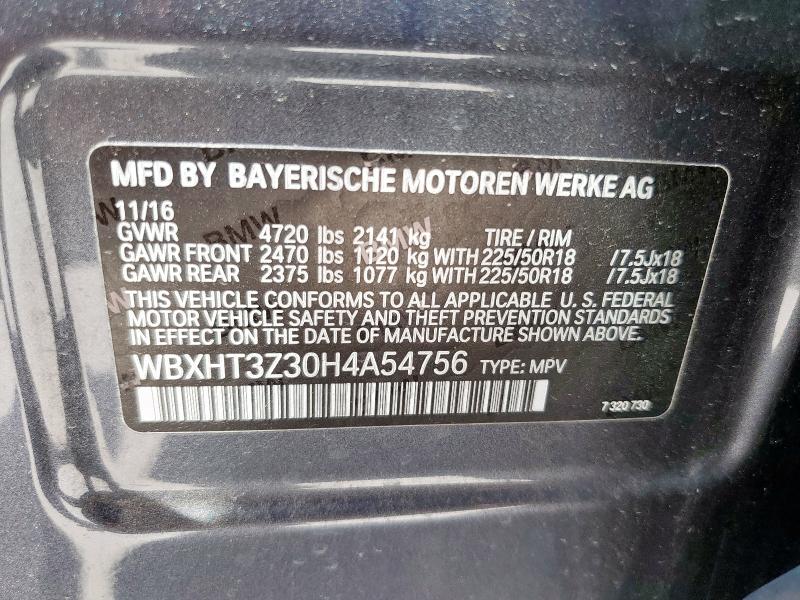 MFD BY BAYERISCHE MOTOREN WERKE AG
11/16
GVWR 4720 lbs 2141 kg TIRE / RIM
GAWR FRONT 2470 lbs 1120 kg WITH 225/50R18 /7.5Jx18
GAWR REAR 2375 lbs 1077 kg WITH 225/50R18 /7.5Jx18
THIS VEHICLE CONFORMS TO ALL APPLICABLE U. S. FEDERAL
MOTOR VEHICLE SAFETY AND THEFT PREVENTION STANDARDS
IN EFFECT ON THE DATE OF MANUFACTURE SHOWN ABOVE.
WBXHT3Z30H4A54756 TYPE: MPV
7 320 730
BMW
BMW
BMW